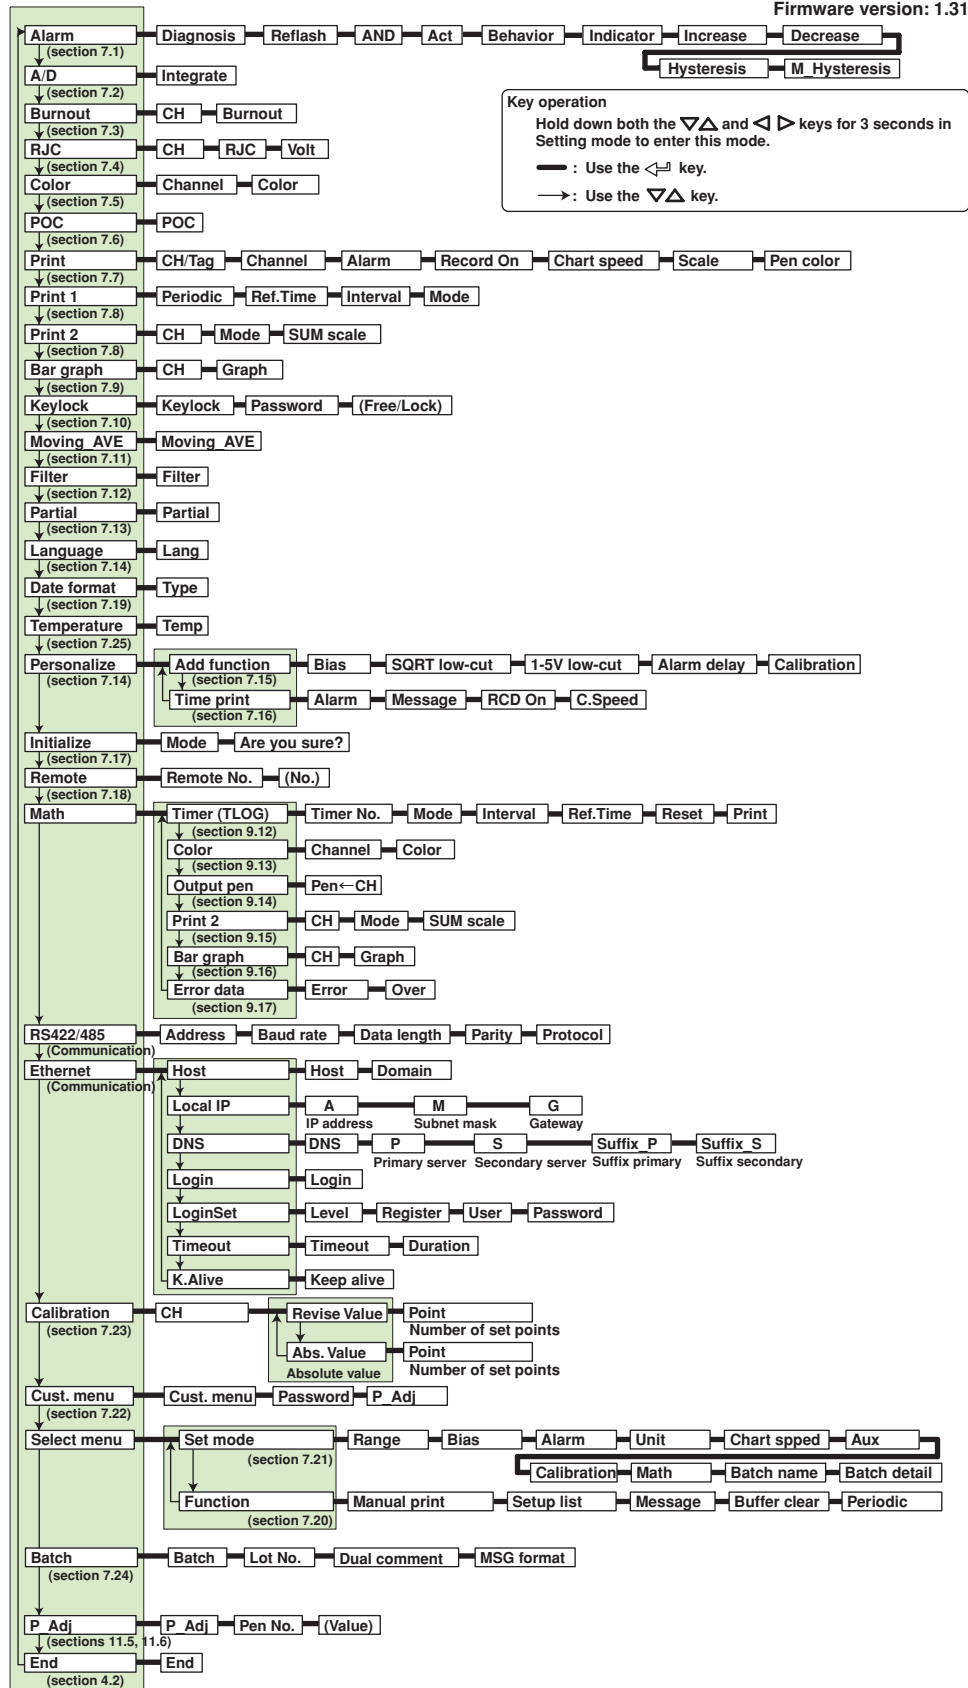 Firmware version: 1.31
Alarm Diagnosis Reflash AND Act Behavior Indicator Increase Decrease
(section 7.1)
Hysteresis M_Hysteresis
A/D Integrate
(section 7.2)
Key operation
Hold down both the ▽△ and ◁ ▷ keys for 3 seconds in
Setting mode to enter this mode.
: Use the ↵ key.
→ : Use the ▽△ key.
Burnout CH Burnout
(section 7.3)
RJC CH RJC Volt
(section 7.4)
Color Channel Color
(section 7.5)
POC POC
(section 7.6)
Print CH/Tag Channel Alarm Record On Chart speed Scale Pen color
(section 7.7)
Print 1 Periodic Ref.Time Interval Mode
(section 7.8)
Print 2 CH Mode SUM scale
(section 7.8)
Bar graph CH Graph
(section 7.9)
Keylock Keylock Password (Free/Lock)
(section 7.10)
Moving_AVE Moving_AVE
(section 7.11)
Filter Filter
(section 7.12)
Partial Partial
(section 7.13)
Language Lang
(section 7.14)
Date format Type
(section 7.19)
Temperature Temp
(section 7.25)
Personalize Add function Bias SQRT low-cut 1-5V low-cut Alarm delay Calibration
(section 7.14) (section 7.15)
Time print Alarm Message RCD On C.Speed
(section 7.16)
Initialize Mode Are you sure?
(section 7.17)
Remote Remote No. (No.)
(section 7.18)
Math Timer (TLOG) Timer No. Mode Interval Ref.Time Reset Print
(section 9.12)
Color Channel Color
(section 9.13)
Output pen Pen←CH
(section 9.14)
Print 2 CH Mode SUM scale
(section 9.15)
Bar graph CH Graph
(section 9.16)
Error data Error Over
(section 9.17)
RS422/485 Address Baud rate Data length Parity Protocol
(Communication)
Ethernet Host Host Domain
(Communication)
Local IP A M G
IP address Subnet mask Gateway
DNS DNS P S Suffix_P Suffix_S
Primary server Secondary server Suffix primary Suffix secondary
Login Login
LoginSet Level Register User Password
Timeout Timeout Duration
K.Alive Keep alive
Calibration CH Revise Value Point
(section 7.23) Number of set points
Abs. Value Point
Absolute value Number of set points
Cust. menu Cust. menu Password P_Adj
(section 7.22)
Select menu Set mode Range Bias Alarm Unit Chart spped Aux
(section 7.21)
Calibration Math Batch name Batch detail
Function Manual print Setup list Message Buffer clear Periodic
(section 7.20)
Batch Batch Lot No. Dual comment MSG format
(section 7.24)
P_Adj P_Adj Pen No. (Value)
(sections 11.5, 11.6)
End End
(section 4.2)